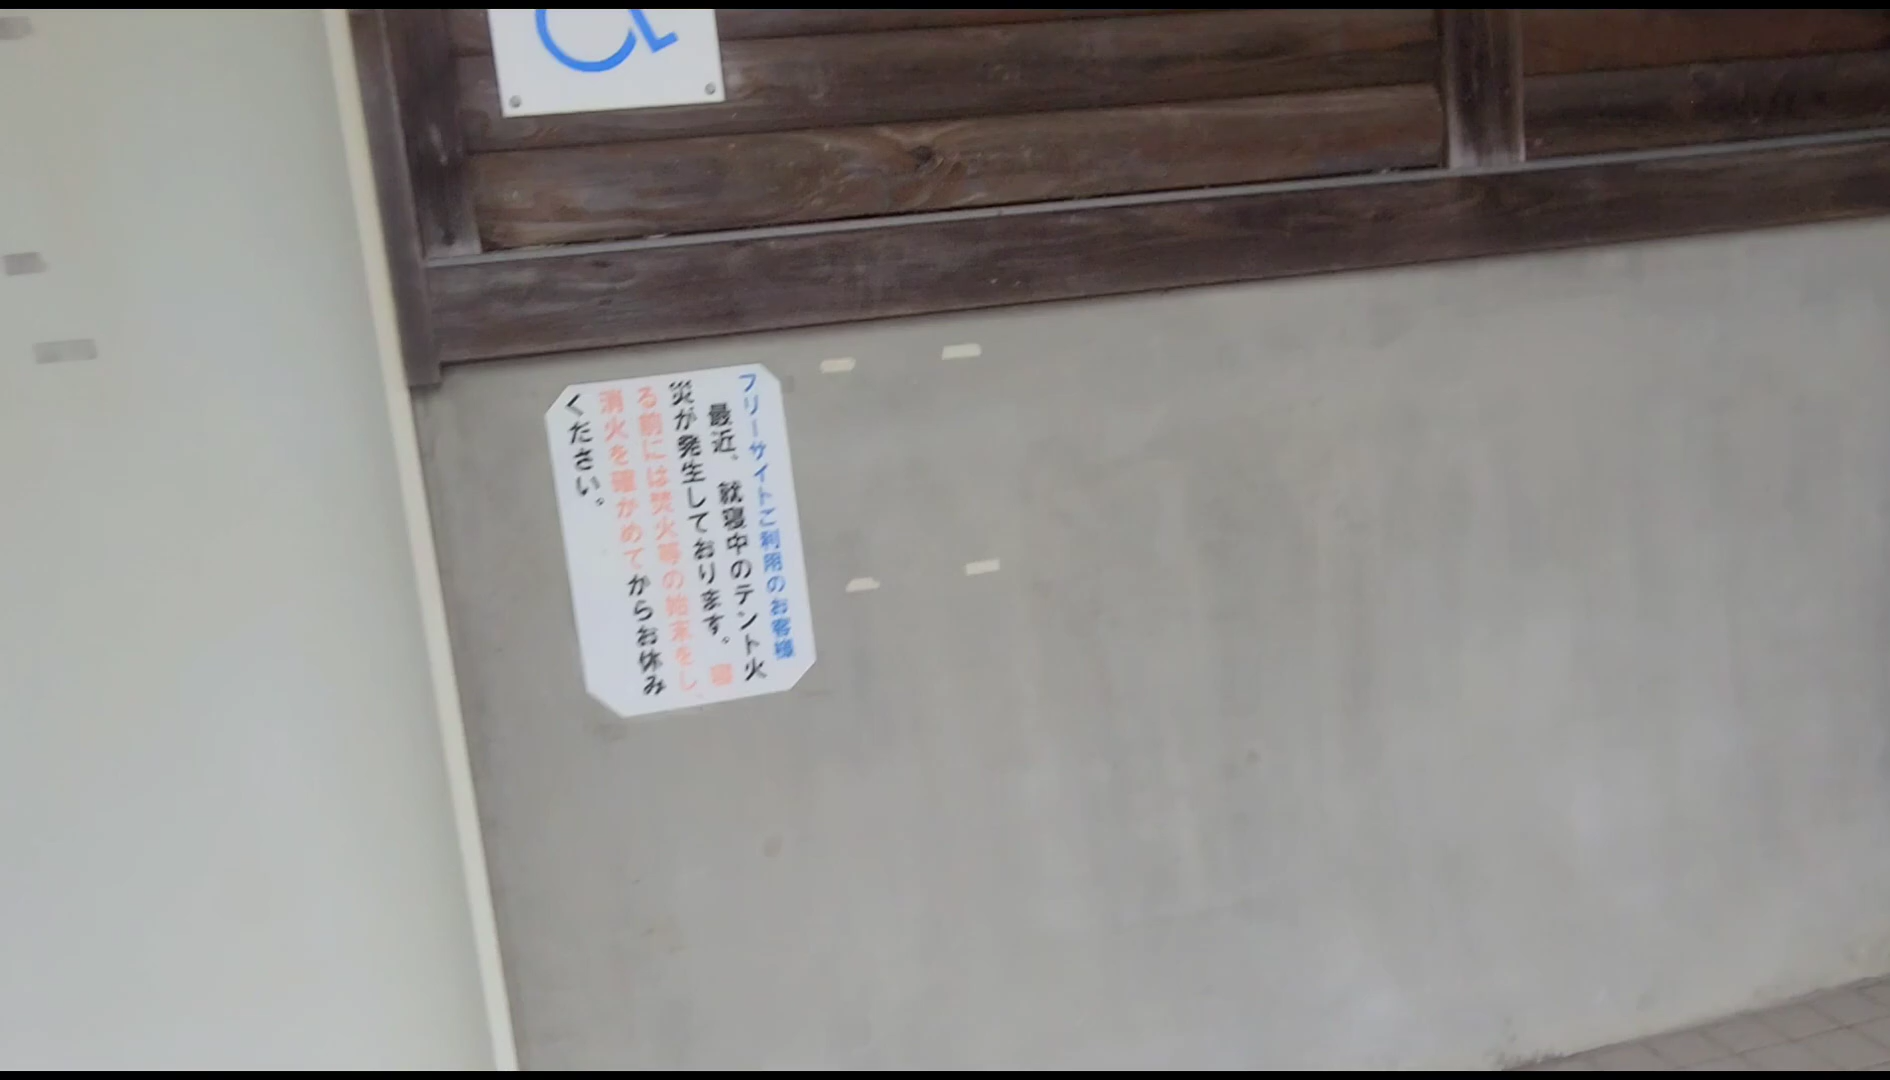 フリーサイトご利用のお客様
最近、就寝中のテント火
災が発生しております。寝
る前には焚火等の始末をし、
消火を確かめてからお休み
ください。